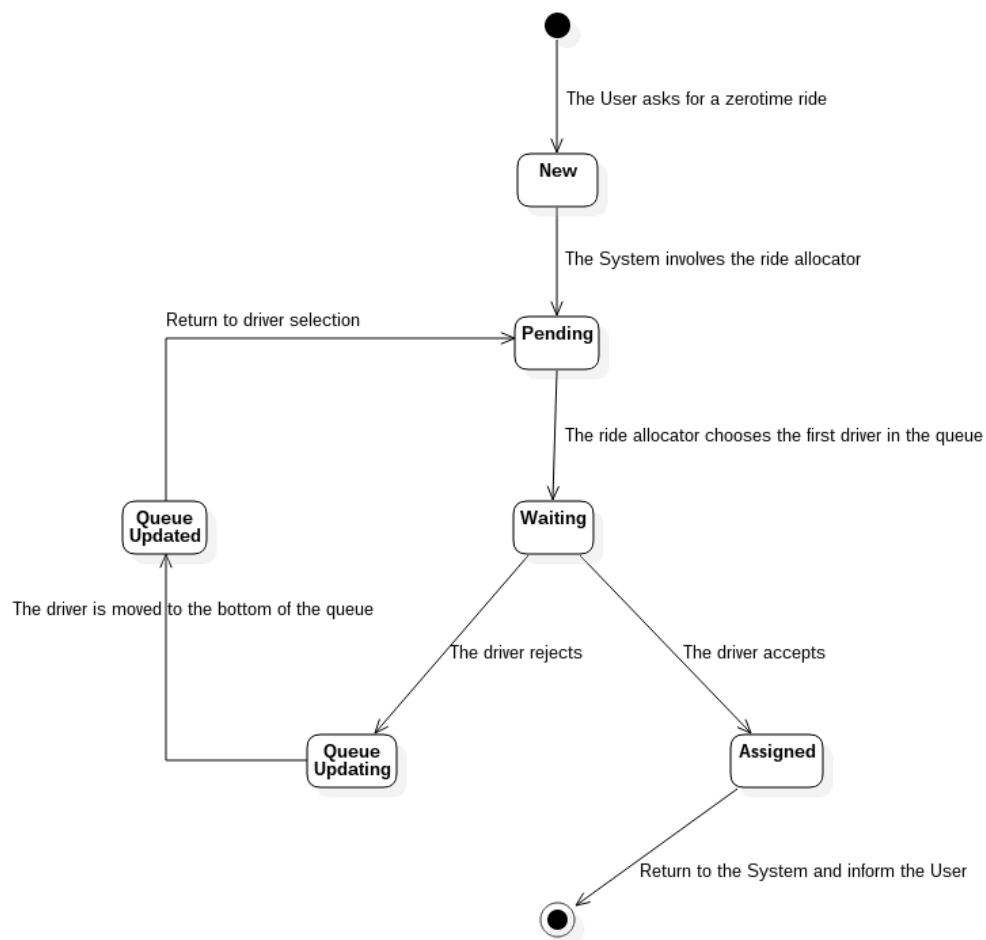 The User asks for a zerotime ride
New
The System involves the ride allocator
Return to driver selection
Pending
The ride allocator chooses the first driver in the queue
Queue
Updated
Waiting
The driver is moved to the bottom of the queue
The driver rejects
The driver accepts
Queue
Updating
Assigned
Return to the System and inform the User